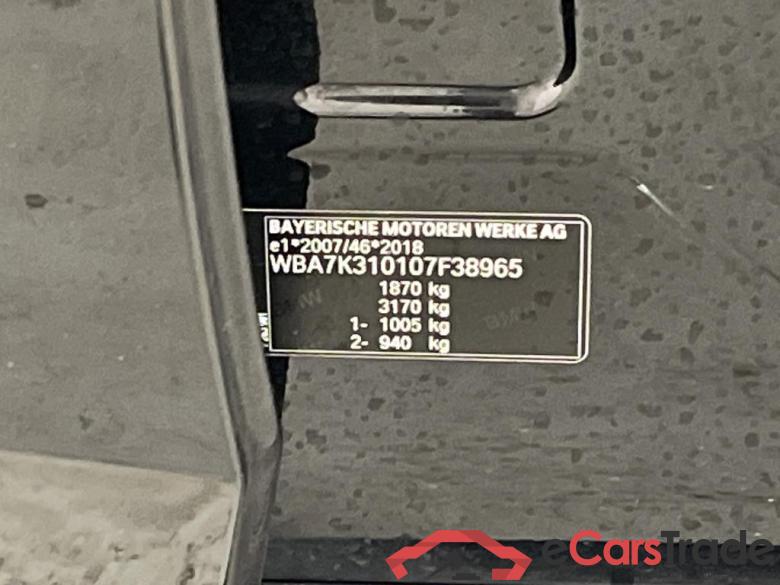 BAYERISCHE MOTOREN WERKE AG
e1*2007/46*2018
WBA7K310107F38965
1870 kg
3170 kg
1- 1005 kg
2- 940 kg
eCarsTrade